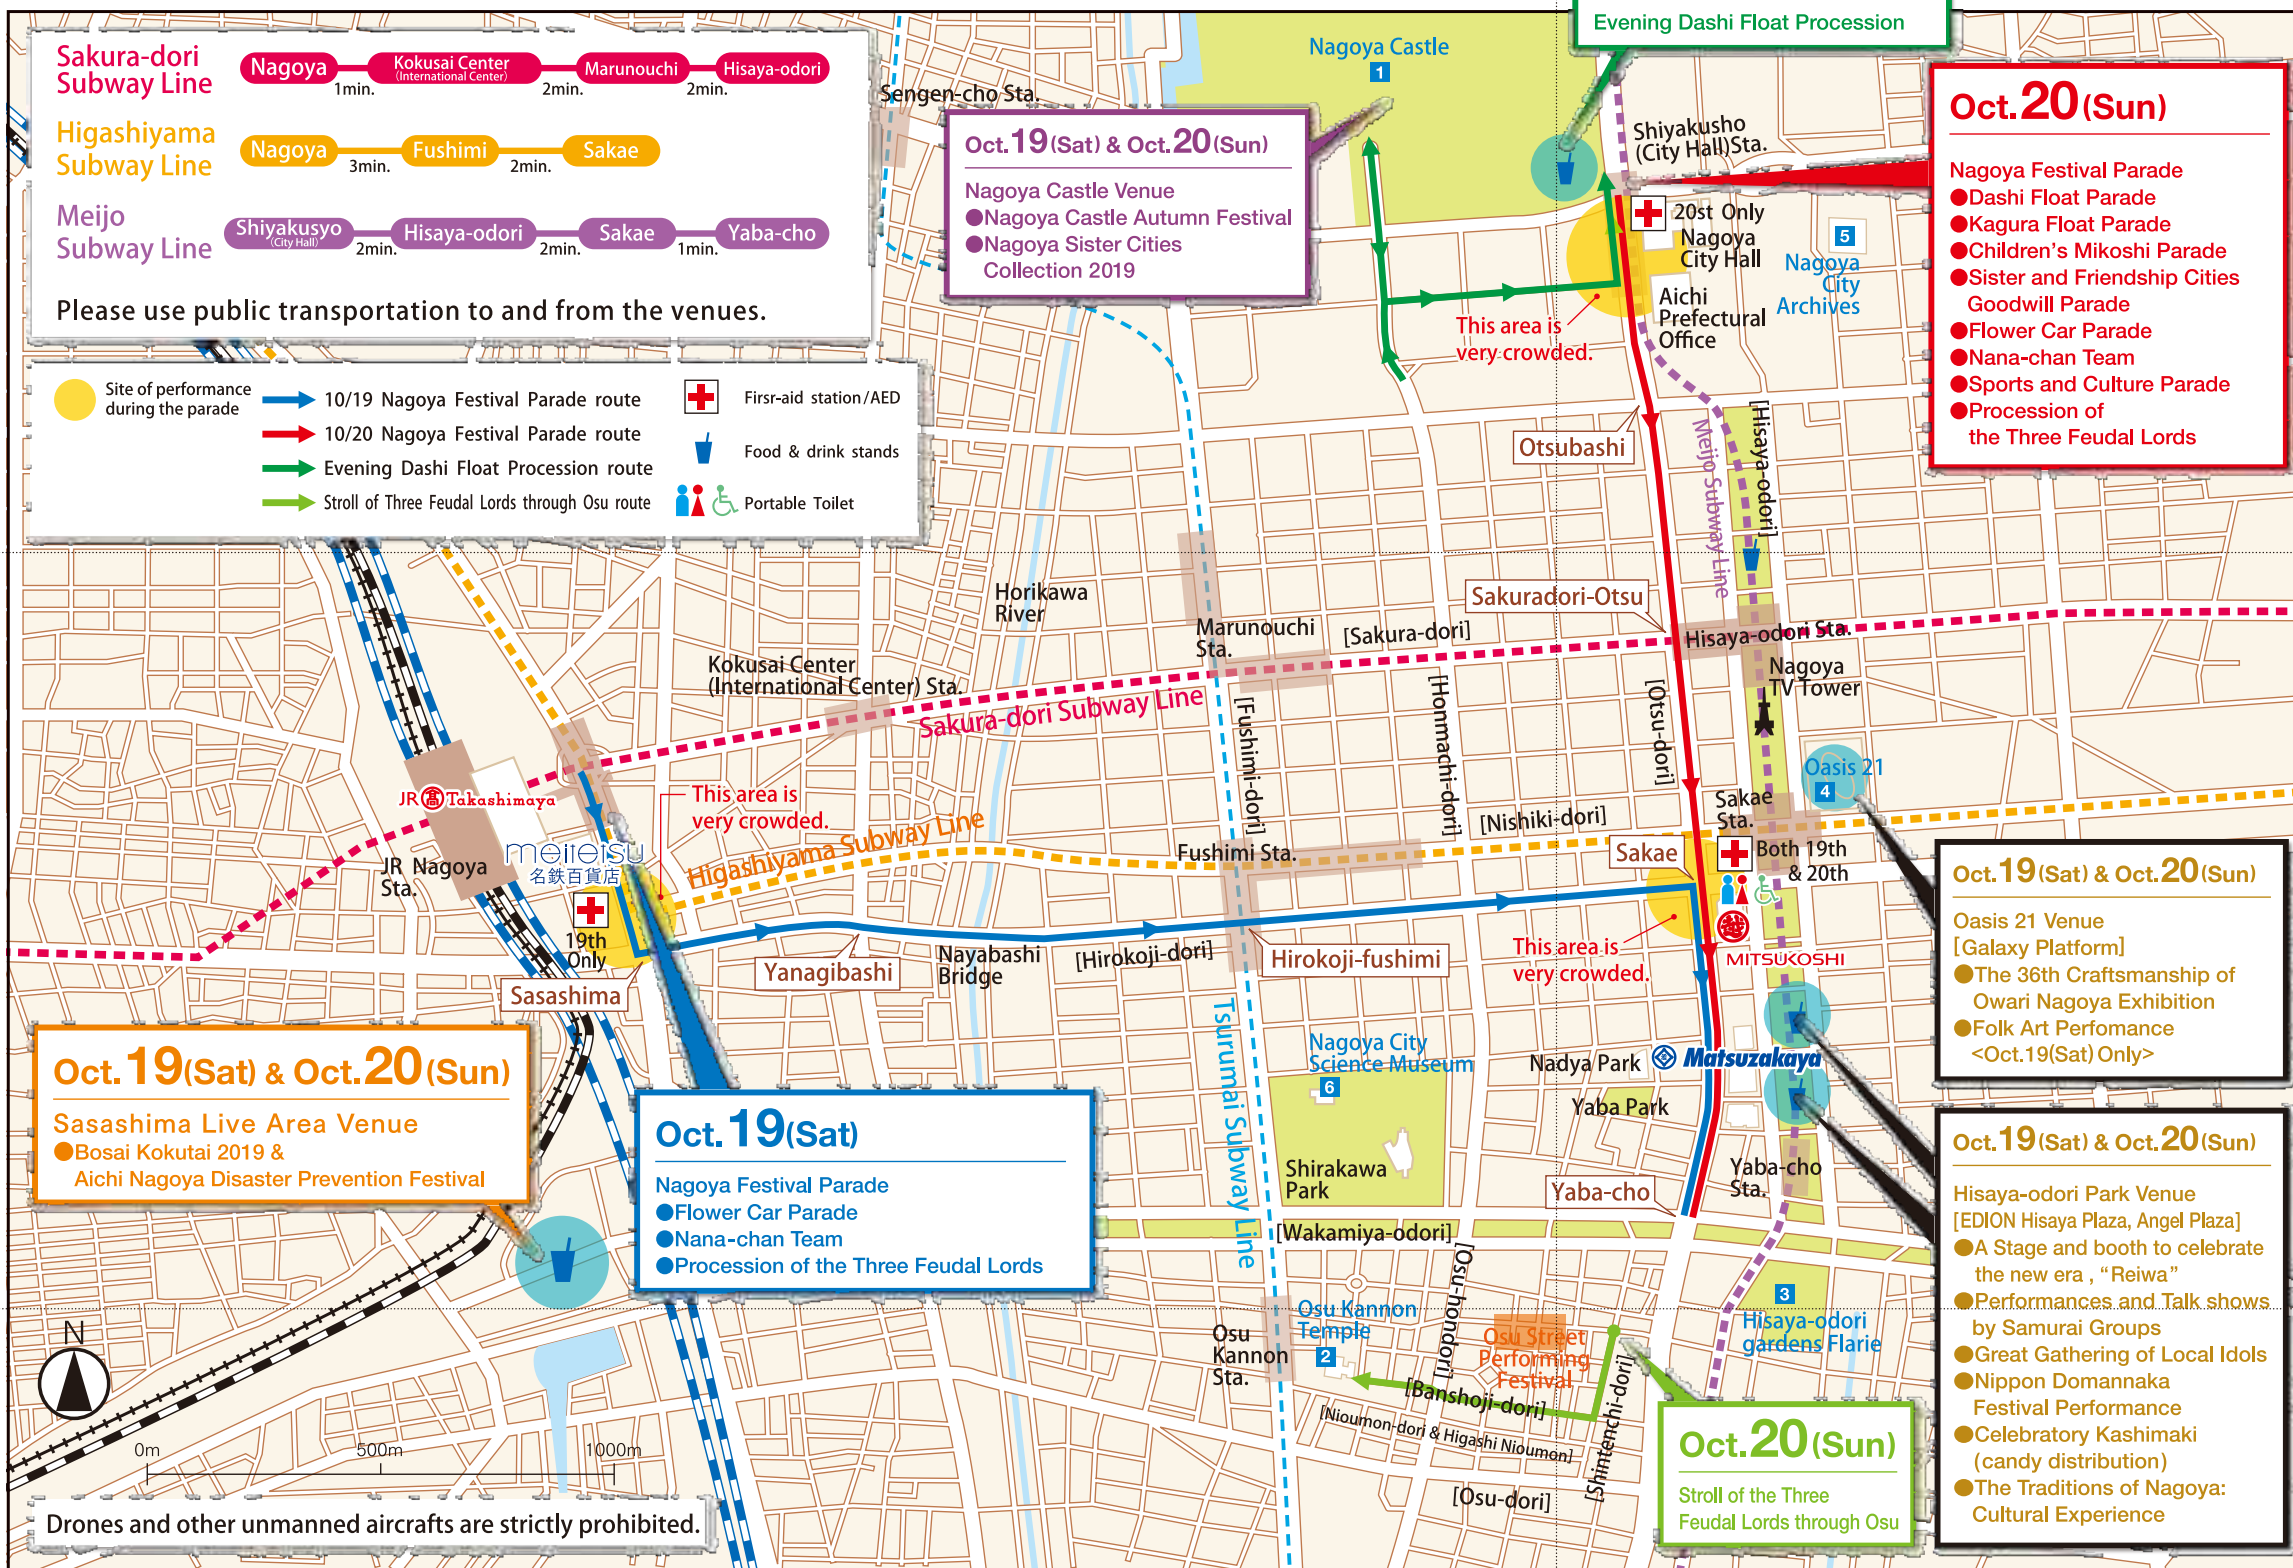 Evening Dashi Float Procession
Sakura-dori
Subway Line
Nagoya
Kokusai Center
(International Center)
Marunouchi
Hisaya-odori
1min.
2min.
2min.
Higashiyama
Subway Line
Nagoya
Fushimi
Sakae
3min.
2min.
Meijo
Subway Line
Shiyakusyo
(City Hall)
Hisaya-odori
Sakae
Yaba-cho
2min.
2min.
1min.
Please use public transportation to and from the venues.
Site of performance
during the parade
10/19 Nagoya Festival Parade route
10/20 Nagoya Festival Parade route
Evening Dashi Float Procession route
Stroll of Three Feudal Lords through Osu route
Firsr-aid station/AED
Food & drink stands
Portable Toilet
Sengen-cho Sta.
Nagoya Castle
1
Oct.19(Sat) & Oct.20(Sun)
Nagoya Castle Venue
●Nagoya Castle Autumn Festival
●Nagoya Sister Cities
Collection 2019
Shiyakusho
(City Hall)Sta.
20st Only
Nagoya
City Hall
5
Nagoya
City
Archives
Aichi
Prefectural
Office
This area is
very crowded.
Oct.20(Sun)
Nagoya Festival Parade
●Dashi Float Parade
●Kagura Float Parade
●Children's Mikoshi Parade
●Sister and Friendship Cities
Goodwill Parade
●Flower Car Parade
●Nana-chan Team
●Sports and Culture Parade
●Procession of
the Three Feudal Lords
Otsubashi
Meijo Subway Line
[Hisaya-odori]
Horikawa
River
Marunouchi
Sta.
[Sakura-dori]
Sakuradori-Otsu
Hisaya-odori Sta.
Nagoya
TV Tower
Kokusai Center
(International Center) Sta.
Sakura-dori Subway Line
[Fushimi-dori]
[Honmachi-dori]
[Otsu-dori]
Oasis 21
4
JR 髙 Takashimaya
JR Nagoya
Sta.
meitetsu
名鉄百貨店
This area is
very crowded.
Higashiyama Subway Line
Fushimi Sta.
[Nishiki-dori]
Sakae
Sta.
Sakae
Both 19th
& 20th
MITSUKOSHI
19th
Only
Sasashima
Yanagibashi
Nayabashi
Bridge
[Hirokoji-dori]
Hirokoji-fushimi
This area is
very crowded.
Oct.19(Sat) & Oct.20(Sun)
Oasis 21 Venue
[Galaxy Platform]
●The 36th Craftsmanship of
Owari Nagoya Exhibition
●Folk Art Perfomance
<Oct.19(Sat) Only>
Oct.19(Sat) & Oct.20(Sun)
Sasashima Live Area Venue
●Bosai Kokutai 2019 &
Aichi Nagoya Disaster Prevention Festival
Oct.19(Sat)
Nagoya Festival Parade
●Flower Car Parade
●Nana-chan Team
●Procession of the Three Feudal Lords
Tsurumai Subway Line
Nagoya City
Science Museum
6
Shirakawa
Park
Nadya Park
Matsuzakaya
Yaba Park
Yaba-cho
Yaba-cho
Sta.
[Wakamiya-odori]
Oct.19(Sat) & Oct.20(Sun)
Hisaya-odori Park Venue
[EDION Hisaya Plaza, Angel Plaza]
●A Stage and booth to celebrate
the new era , “Reiwa”
●Performances and Talk shows
by Samurai Groups
●Great Gathering of Local Idols
●Nippon Domannaka
Festival Performance
●Celebratory Kashimaki
(candy distribution)
●The Traditions of Nagoya:
Cultural Experience
Osu
Kannon
Sta.
Osu Kannon
Temple
2
[Osu-hondori]
Osu Street
Performing
Festival
3
Hisaya-odori
gardens Flarie
[Banshoji-dori]
[Nioumon-dori & Higashi Nioumon]
[Shintenchi-dori]
[Osu-dori]
Oct.20(Sun)
Stroll of the Three
Feudal Lords through Osu
N
0m
500m
1000m
Drones and other unmanned aircrafts are strictly prohibited.